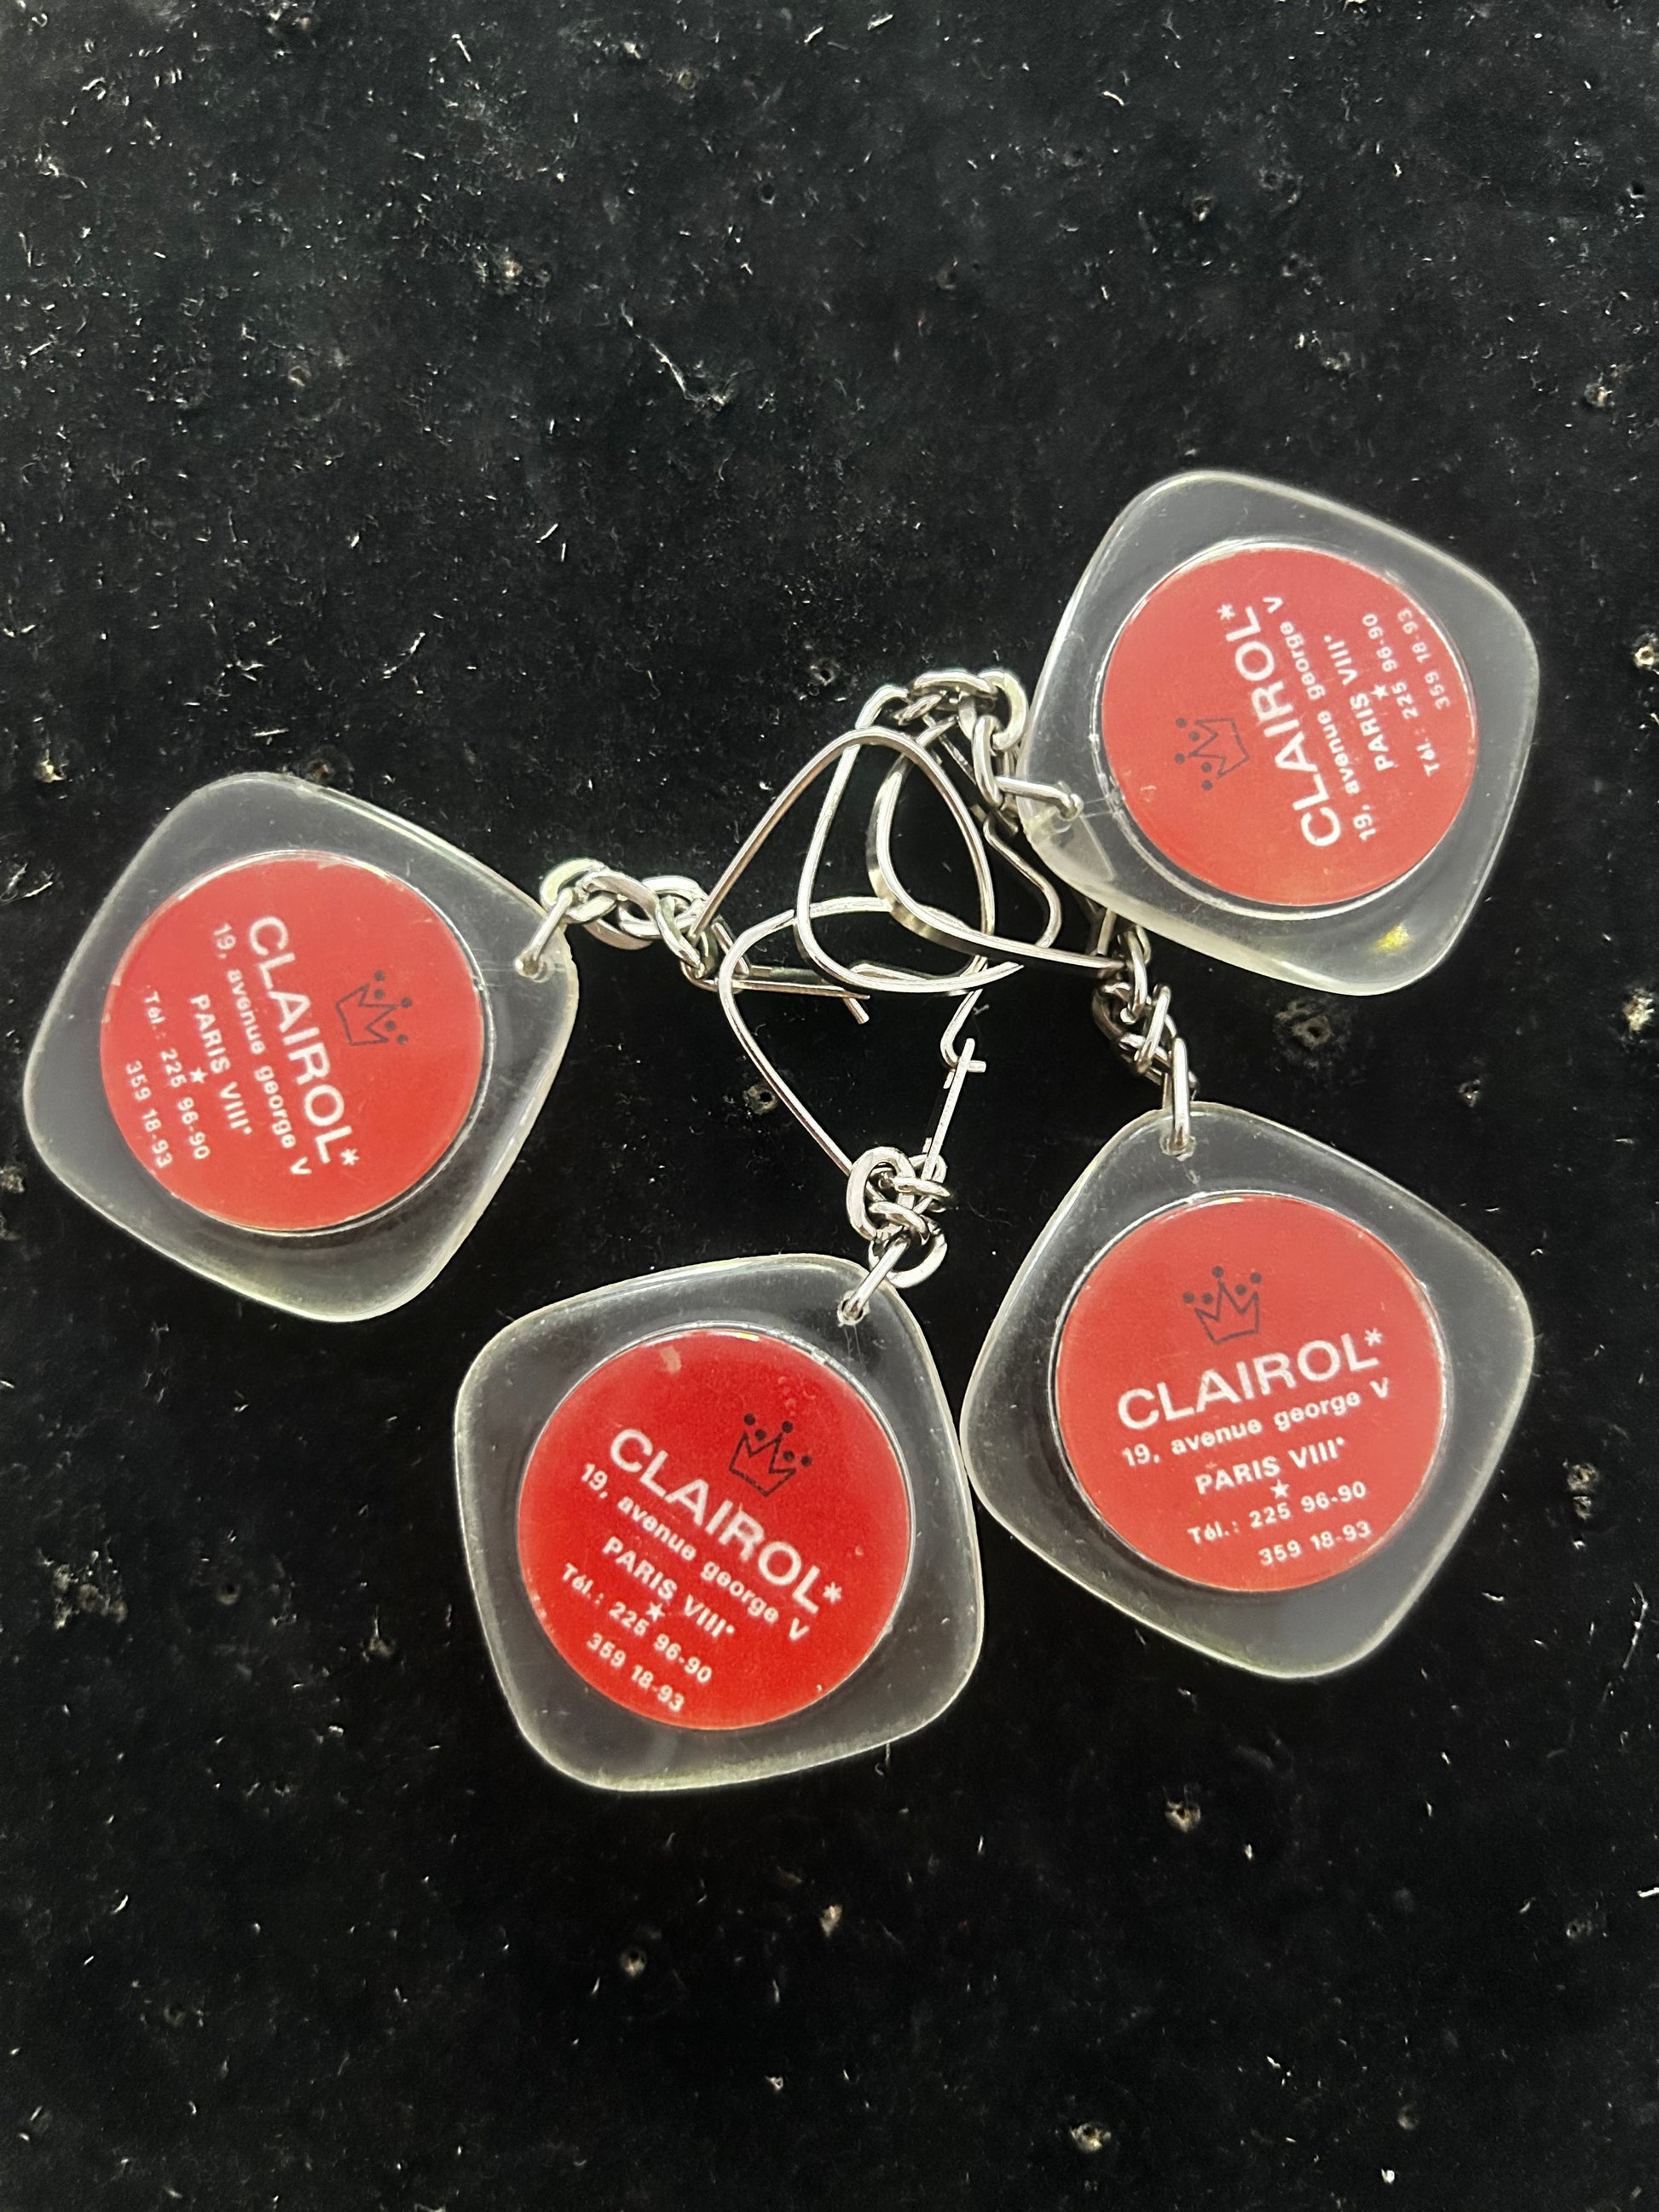 CLAIROL*
19, avenue george V
PARIS VIIIe
★
Tél.: 225 96-90
359 18-93
CLAIROL*
19, avenue george V
PARIS VIIIe
★
Tél.: 225 96-90
359 18-93
CLAIROL*
19, avenue george V
PARIS VIIIe
★
Tél.: 225 96-90
359 18-93
CLAIROL*
19, avenue george V
PARIS VIIIe
★
Tél.: 225 96-90
359 18-93